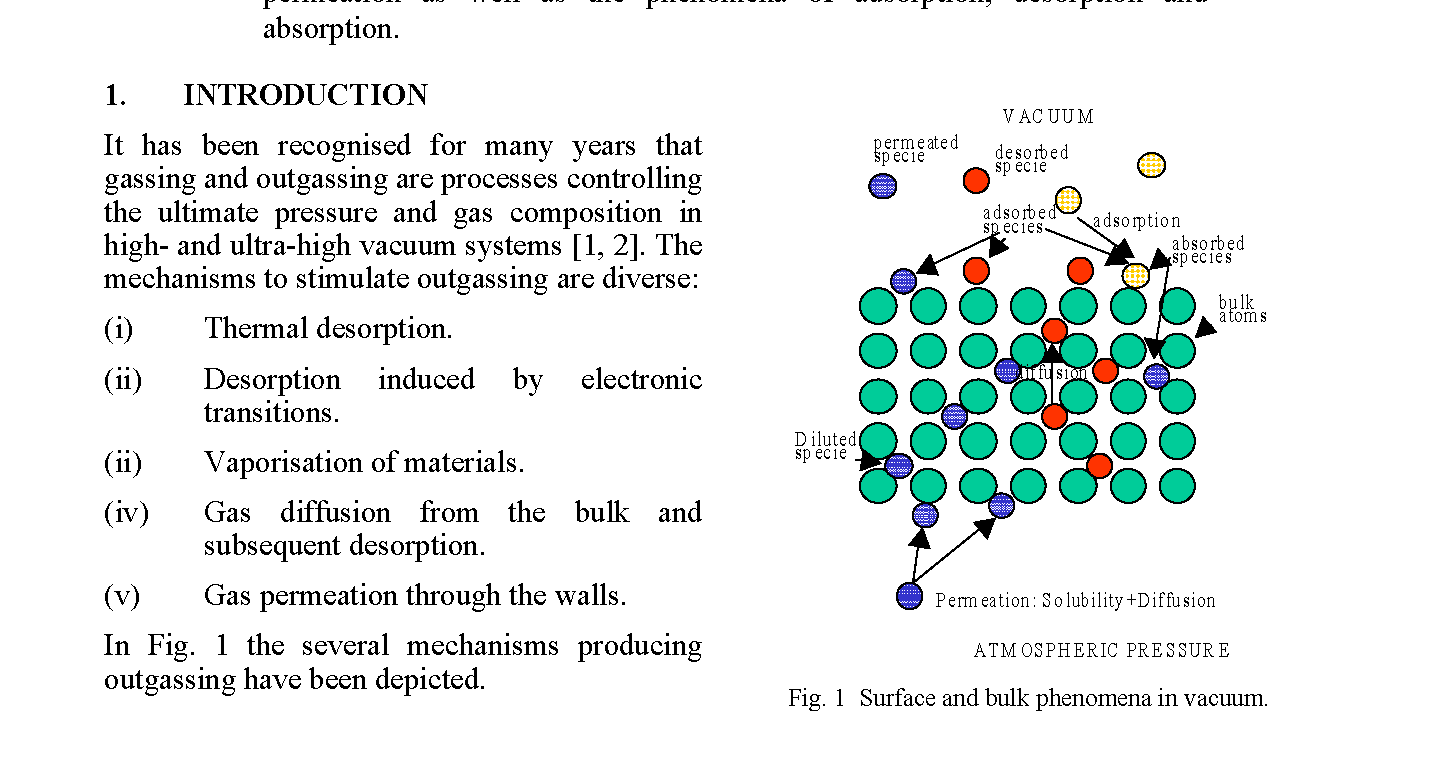 permeation as well as the phenomena of adsorption, desorption and
absorption.
1. INTRODUCTION
It has been recognised for many years that
gassing and outgassing are processes controlling
the ultimate pressure and gas composition in
high- and ultra-high vacuum systems [1, 2]. The
mechanisms to stimulate outgassing are diverse:
(i) Thermal desorption.
(ii) Desorption induced by electronic
transitions.
(ii) Vaporisation of materials.
(iv) Gas diffusion from the bulk and
subsequent desorption.
(v) Gas permeation through the walls.
In Fig. 1 the several mechanisms producing
outgassing have been depicted.
VACUUM
permeated
specie
desorbed
specie
adsorbed
species
adsorption
absorbed
species
bulk
atoms
Diluted
specie
Permeation: Solubility+Diffusion
ATMOSPHERIC PRESSURE
Fig. 1 Surface and bulk phenomena in vacuum.